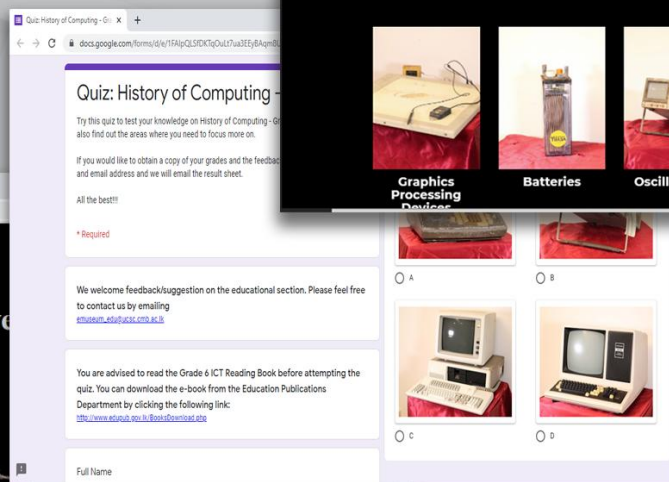 Quiz: History of Computing - G
docs.google.com/forms/d/e/
Quiz: History of Computing -
Try this quiz to test your knowledge on History of Computing - Gr
also find out the areas where you need to focus more on.
If you would like to obtain a copy of your grades and the feedbac
and email address and we will email the result sheet.
All the best!!!
* Required
We welcome feedback/suggestion on the educational section. Please feel free
to contact us by emailing
emuseum_edu@ucsc.cmb.ac.lk
You are advised to read the Grade 6 ICT Reading Book before attempting the
quiz. You can download the e-book from the Education Publications
Department by clicking the following link:
http://www.edupub.gov.lk/BooksDownload.php
Full Name
Graphics
Processing
Devices
Batteries
Oscill
A
B
C
D